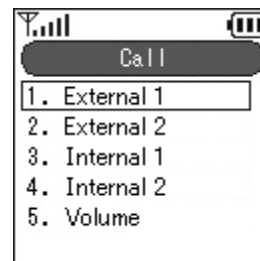 Call
1. External 1
2. External 2
3. Internal 1
4. Internal 2
5. Volume